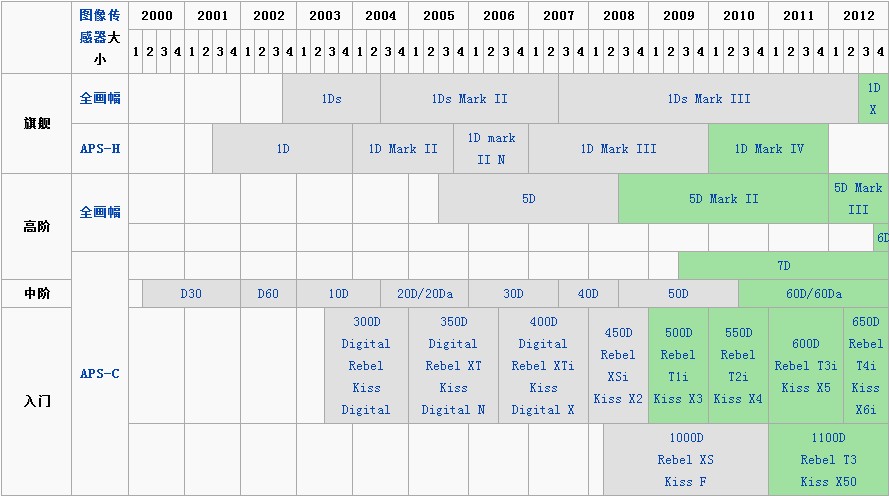 图像传感器大小 2000 2001 2002 2003 2004 2005 2006 2007 2008 2009 2010 2011 2012
1 2 3 4 1 2 3 4 1 2 3 4 1 2 3 4 1 2 3 4 1 2 3 4 1 2 3 4 1 2 3 4 1 2 3 4 1 2 3 4 1 2 3 4 1 2 3 4 1 2 3 4
旗舰
全画幅
1Ds
1Ds Mark II
1Ds Mark III
1D
X
APS-H
1D
1D Mark II
1D mark
II N
1D Mark III
1D Mark IV
高阶
全画幅
5D
5D Mark II
5D Mark
III
6D
APS-C
7D
中阶
D30
D60
10D
20D/20Da
30D
40D
50D
60D/60Da
入门
300D
Digital
Rebel
Kiss
Digital
350D
Digital
Rebel XT
Kiss
Digital N
400D
Digital
Rebel XTi
Kiss
Digital X
450D
Rebel
XSi
Kiss X2
500D
Rebel
T1i
Kiss X3
550D
Rebel
T2i
Kiss X4
600D
Rebel T3i
Kiss X5
650D
Rebel
T4i
Kiss
X6i
1000D
Rebel XS
Kiss F
1100D
Rebel T3
Kiss X50